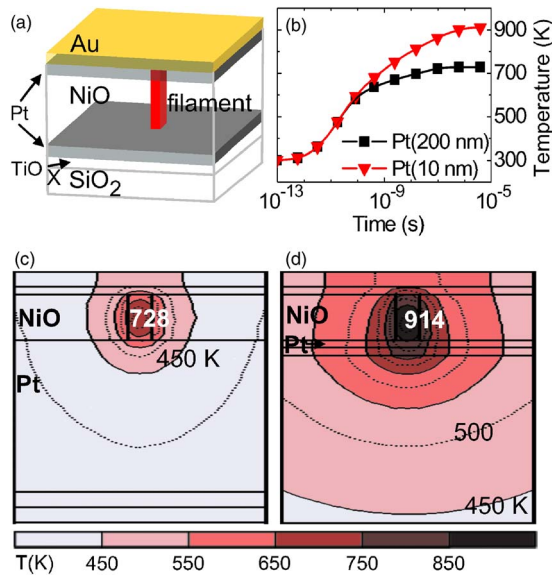 (a)
Au
Pt
NiO
filament
TiO
X
SiO2
(b)
900
700
500
300
Temperature (K)
Pt(200 nm)
Pt(10 nm)
10-13
10-9
10-5
Time (s)
(c)
NiO
728
450 K
Pt
(d)
NiO
914
Pt
500
450 K
T(K)
450
550
650
750
850